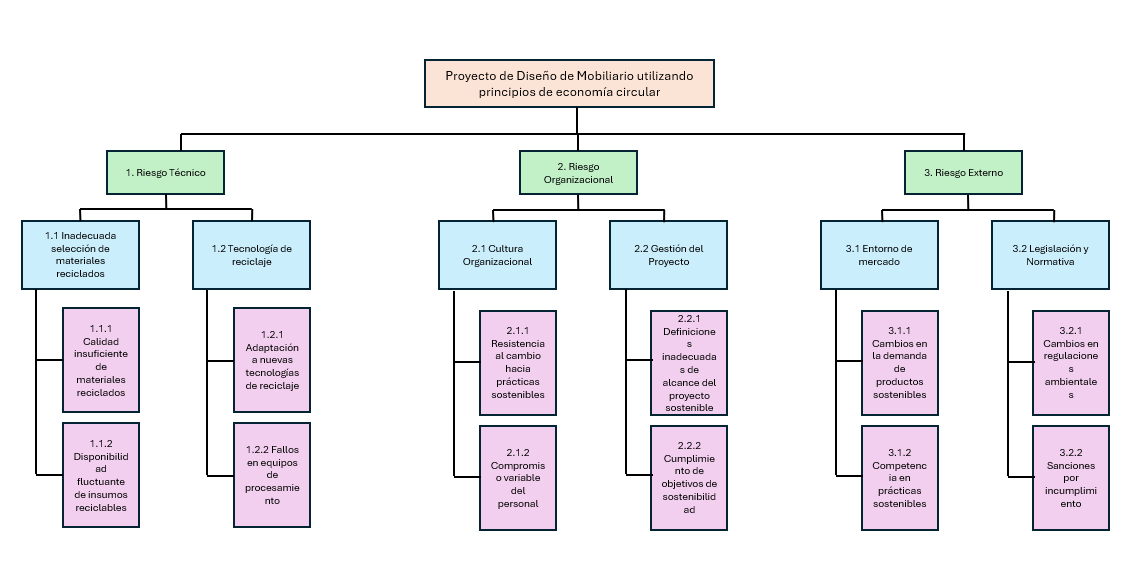 Proyecto de Diseño de Mobiliario utilizando
principios de economía circular
1. Riesgo Técnico
2. Riesgo
Organizacional
3. Riesgo Externo
1.1 Inadecuada
selección de
materiales
reciclados
1.2 Tecnología de
reciclaje
2.1 Cultura
Organizacional
2.2 Gestión del
Proyecto
3.1 Entorno de
mercado
3.2 Legislación y
Normativa
1.1.1
Calidad
insuficiente
de
materiales
reciclados
1.2.1
Adaptación
a nuevas
tecnologías
de reciclaje
2.1.1
Resistencia
al cambio
hacia
prácticas
sostenibles
2.2.1
Definicione
s
inadecuada
s de
alcance del
proyecto
sostenible
3.1.1
Cambios en
la demanda
de
productos
sostenibles
3.2.1
Cambios en
regulacione
s
ambientale
s
1.1.2
Disponibilid
ad
fluctuante
de insumos
reciclables
1.2.2 Fallos
en equipos
de
procesamie
nto
2.1.2
Compromis
o variable
del
personal
2.2.2
Cumplimie
nto de
objetivos de
sostenibilid
ad
3.1.2
Competenc
ia en
prácticas
sostenibles
3.2.2
Sanciones
por
incumplimi
ento